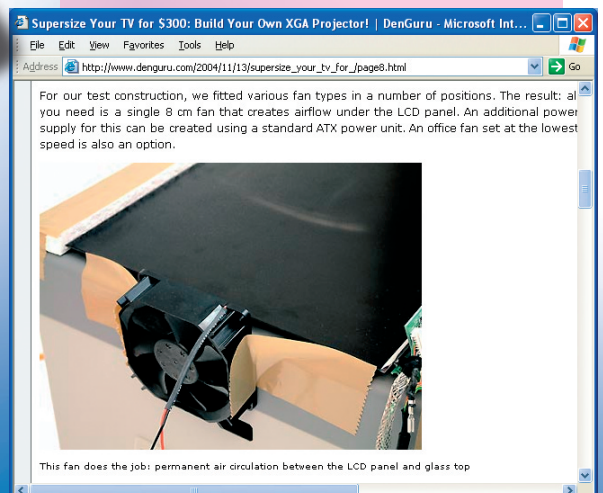 Supersize Your TV for $300: Build Your Own XGA Projector! | DenGuru - Microsoft Int...
File Edit View Favorites Tools Help
Address http://www.denguru.com/2004/11/13/supersize_your_tv_for_/page8.html Go
For our test construction, we fitted various fan types in a number of positions. The result: al
you need is a single 8 cm fan that creates airflow under the LCD panel. An additional power
supply for this can be created using a standard ATX power unit. An office fan set at the lowest
speed is also an option.
This fan does the job: permanent air circulation between the LCD panel and glass top